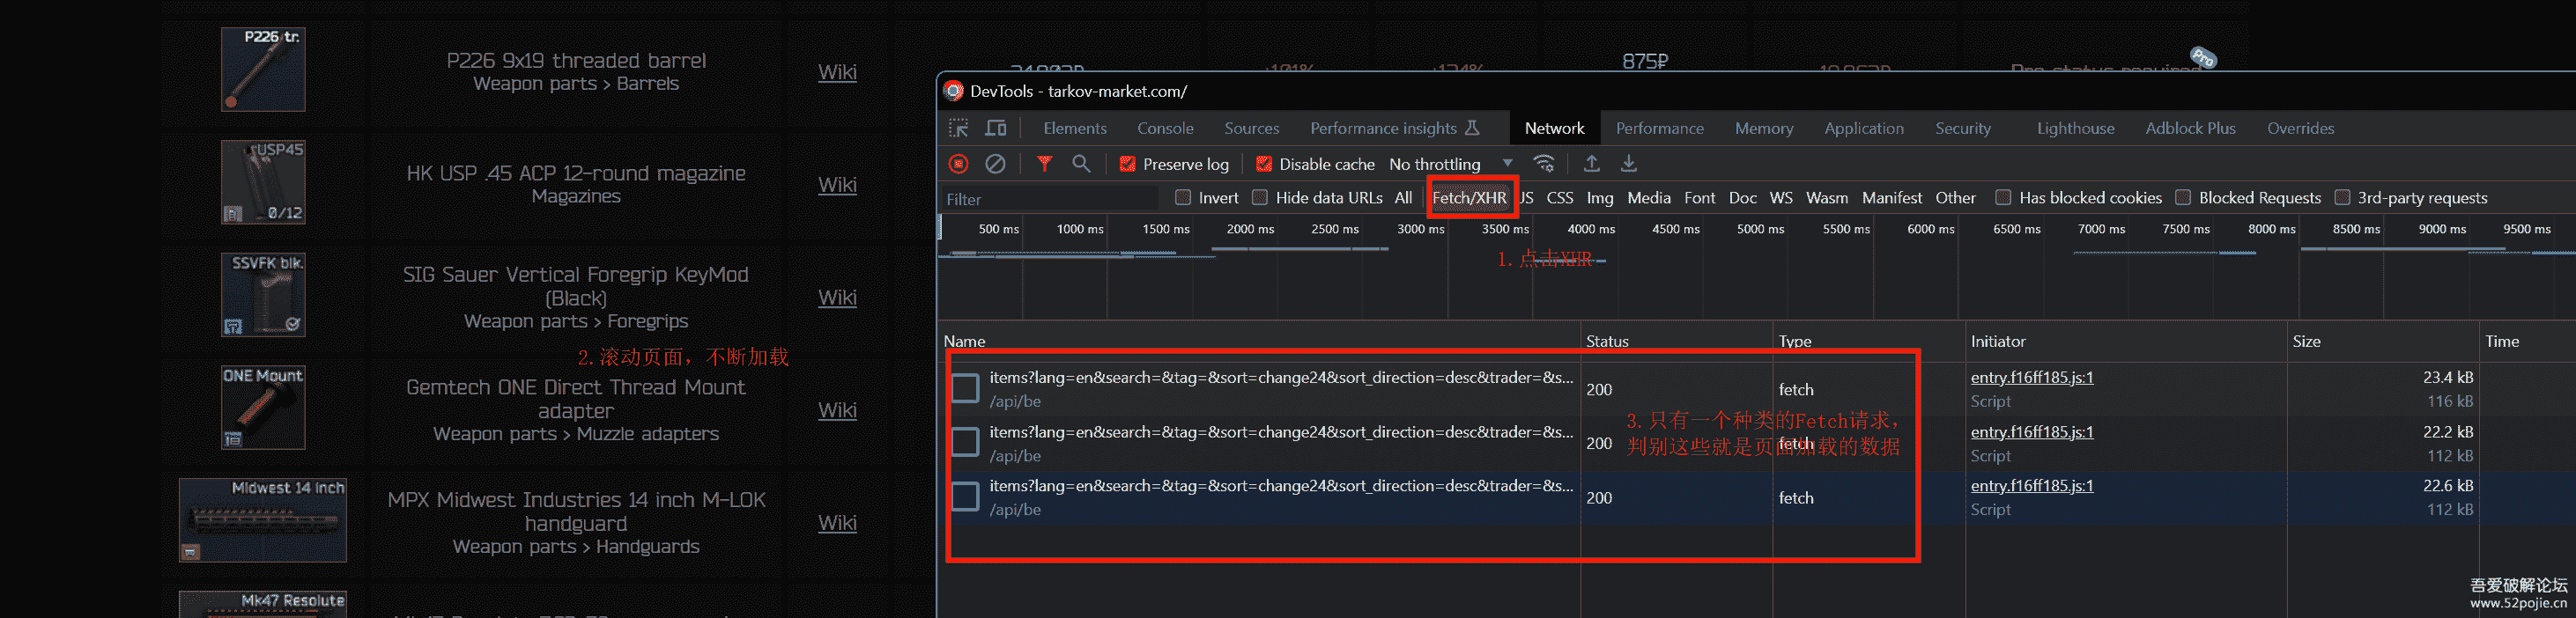 P226 tr.
P226 9x19 threaded barrel
Weapon parts > Barrels
Wiki
875₽
Pro
USP45
0/12
HK USP .45 ACP 12-round magazine
Magazines
Wiki
SSVFK blk.
SIG Sauer Vertical Foregrip KeyMod
(Black)
Weapon parts > Foregrips
Wiki
2.滚动页面，不断加载
ONE Mount
Gemtech ONE Direct Thread Mount
adapter
Weapon parts > Muzzle adapters
Wiki
Midwest 14 inch
MPX Midwest Industries 14 inch M-LOK
handguard
Weapon parts > Handguards
Wiki
Mk47 Resolute
DevTools - tarkov-market.com/
Elements Console Sources Performance insights Network Performance Memory Application Security Lighthouse Adblock Plus Overrides
Preserve log Disable cache No throttling
Filter Invert Hide data URLs All Fetch/XHR JS CSS Img Media Font Doc WS Wasm Manifest Other Has blocked cookies Blocked Requests 3rd-party requests
500 ms 1000 ms 1500 ms 2000 ms 2500 ms 3000 ms 3500 ms 4000 ms 4500 ms 5000 ms 5500 ms 6000 ms 6500 ms 7000 ms 7500 ms 8000 ms 8500 ms 9000 ms 9500 ms
1.点击XHR
Name Status Type Initiator Size Time
items?lang=en&search=&tag=&sort=change24&sort_direction=desc&trader=&s... 200 fetch entry.f16ff185.js:1 23.4 kB
/api/be Script 116 kB
items?lang=en&search=&tag=&sort=change24&sort_direction=desc&trader=&s... 200 fetch entry.f16ff185.js:1 22.2 kB
/api/be Script 112 kB
items?lang=en&search=&tag=&sort=change24&sort_direction=desc&trader=&s... 200 fetch entry.f16ff185.js:1 22.6 kB
/api/be Script 112 kB
3.只有一个种类的Fetch请求，
判别这些就是页面加载的数据
吾爱破解论坛
www.52pojie.cn